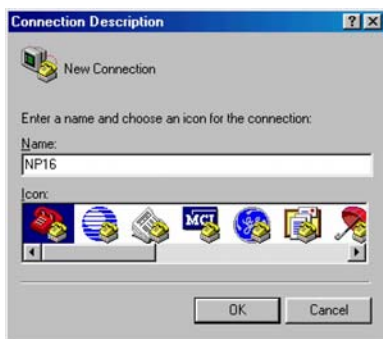 Connection Description
New Connection
Enter a name and choose an icon for the connection:
Name:
NP16
Icon:
MCI
OK
Cancel